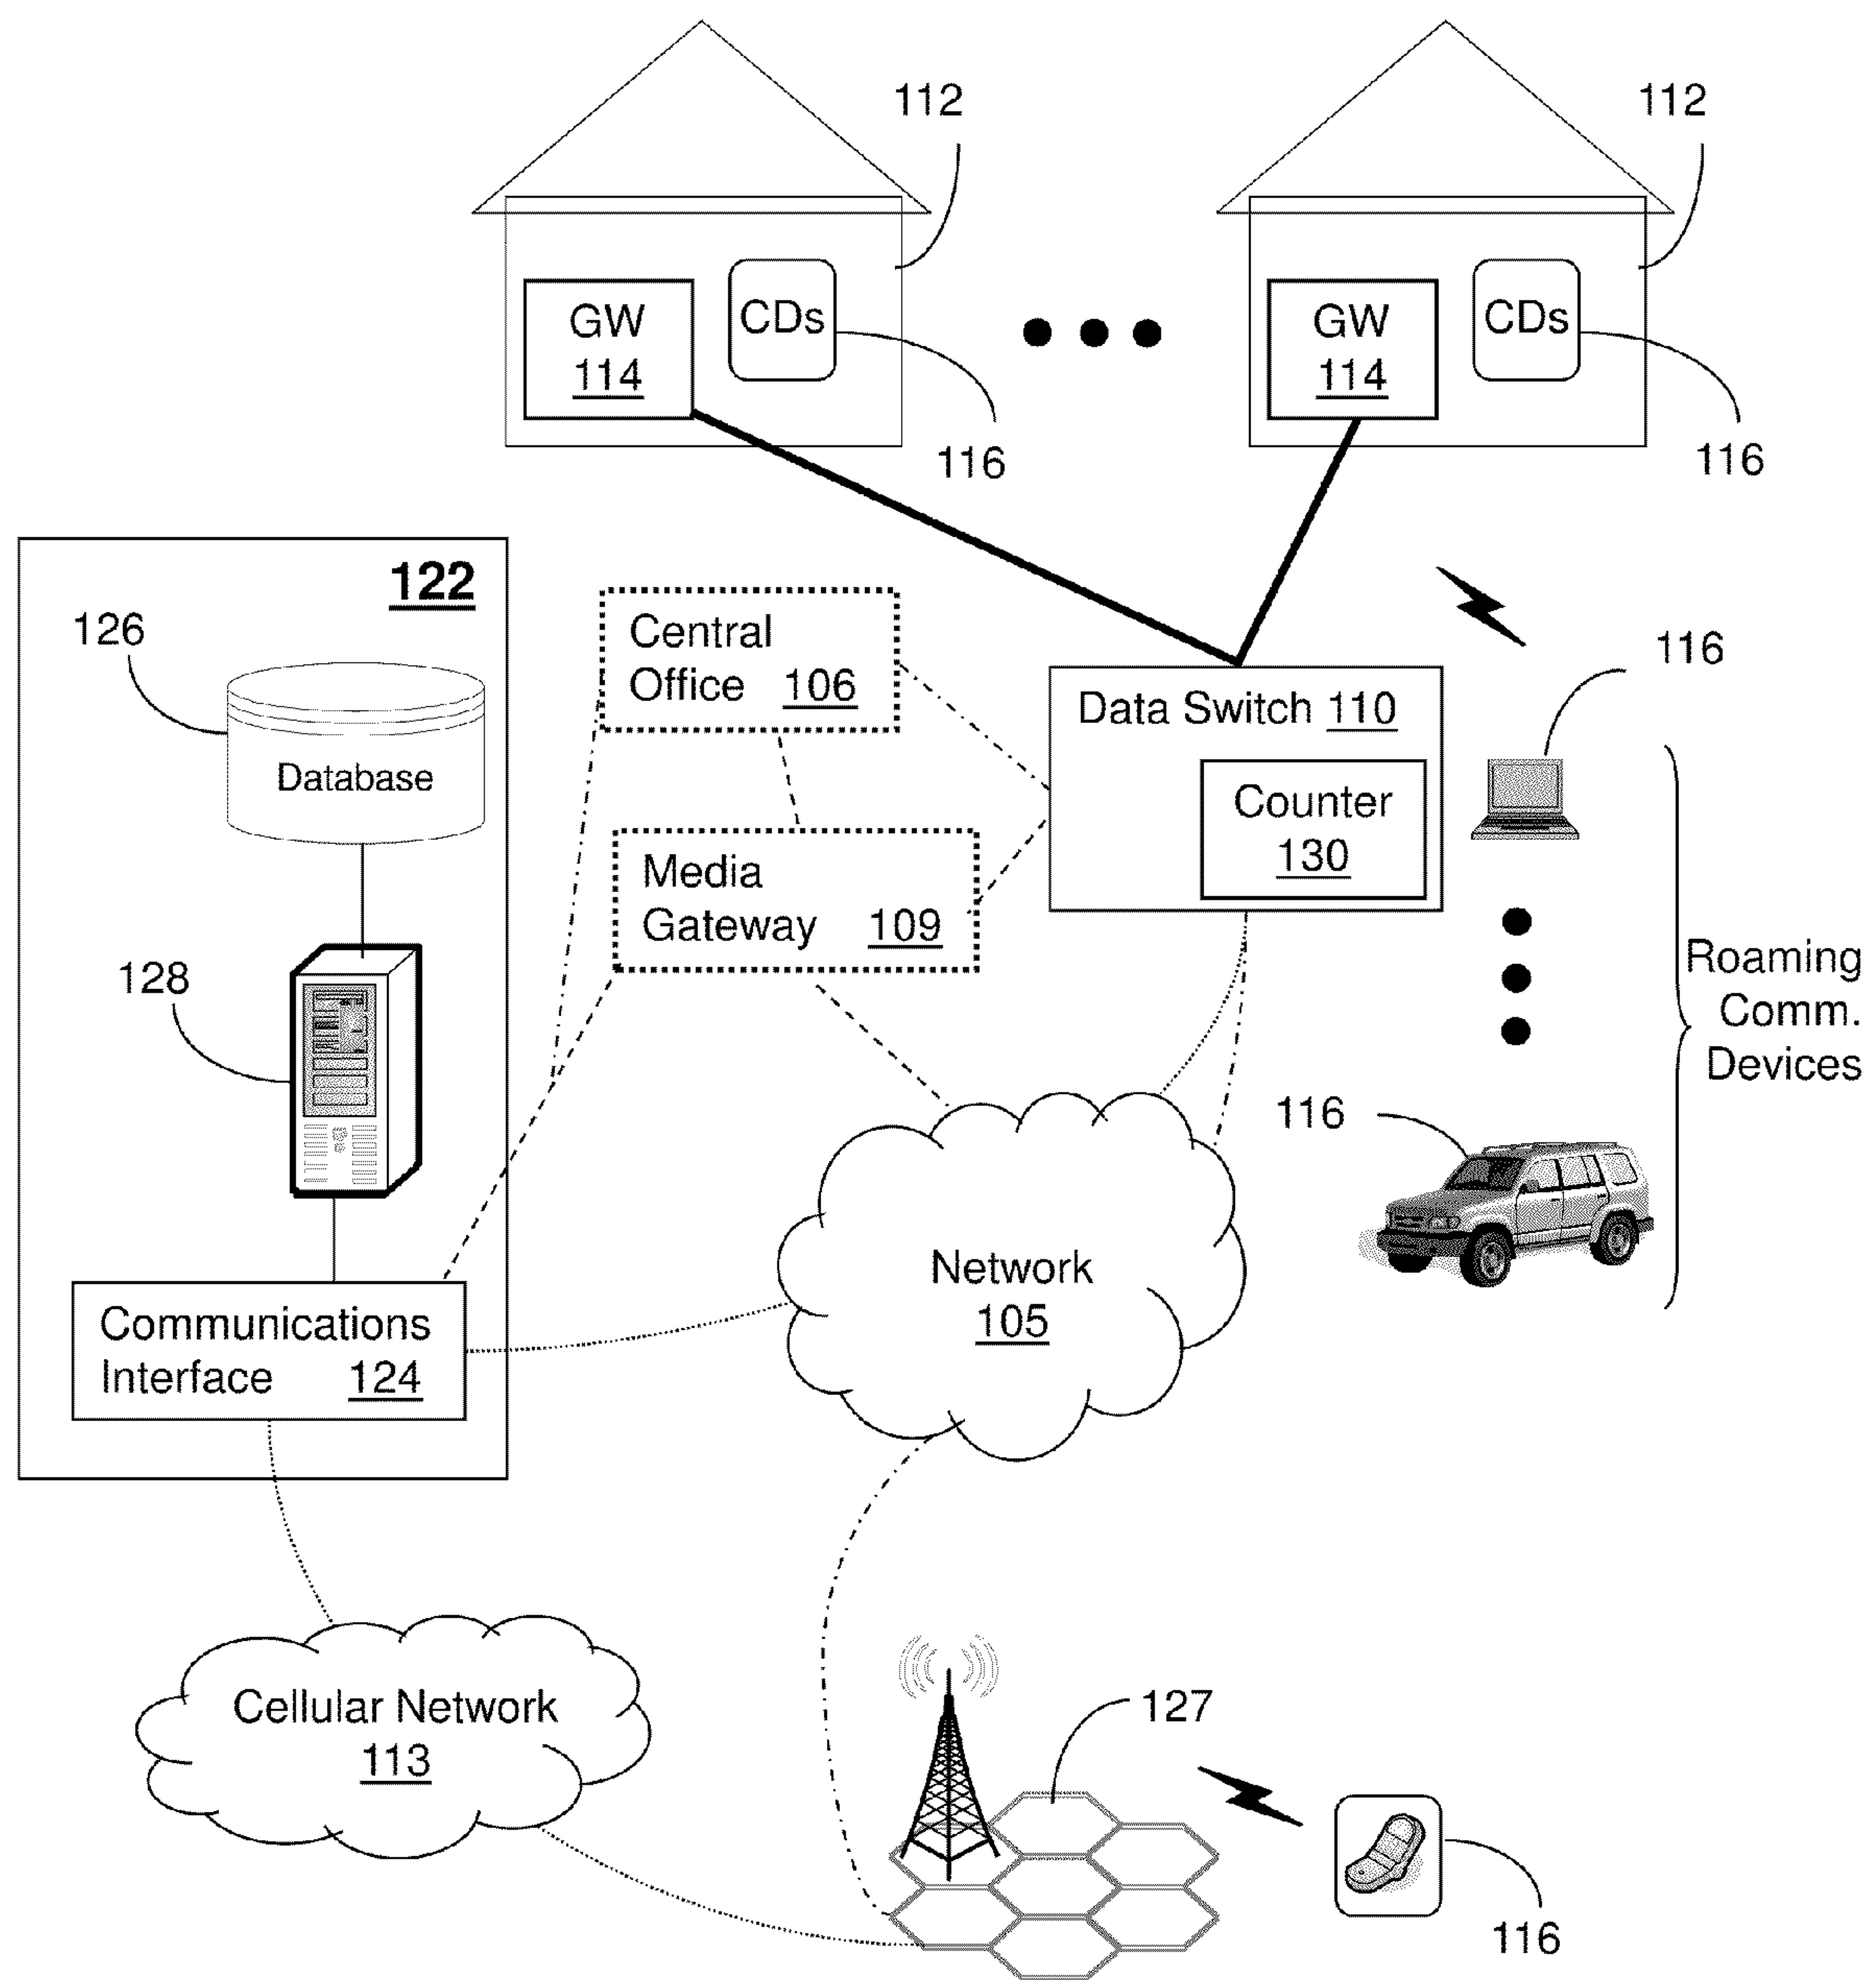 112
112
GW
114
CDs
GW
114
CDs
116
116
122
126
Database
Central
Office 106
116
Data Switch 110
Counter
130
Media
Gateway 109
128
Roaming
Comm.
Devices
116
Network
105
Communications
Interface 124
Cellular Network
113
127
116